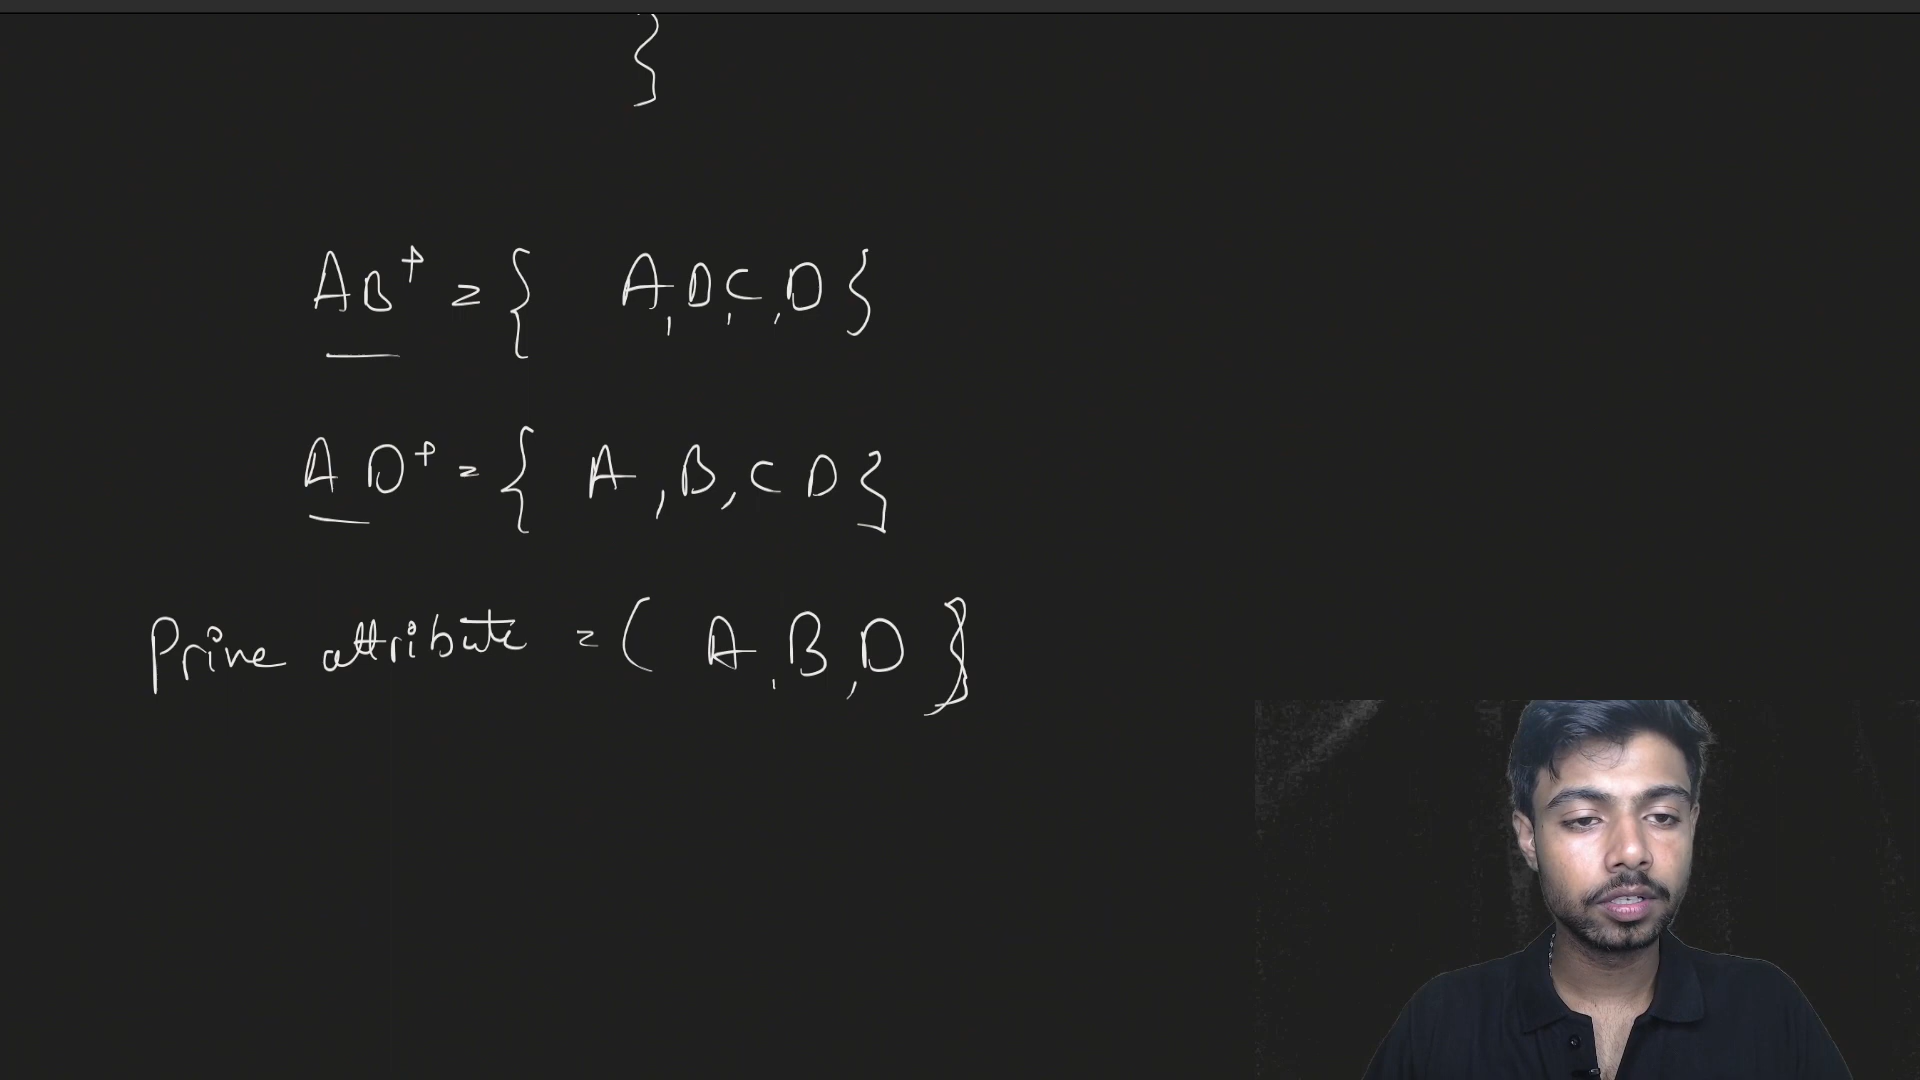 }
AB⁺ = { A, B, C, D }
AD⁺ = { A, B, C D }
Prime attribute = ( A, B, D }